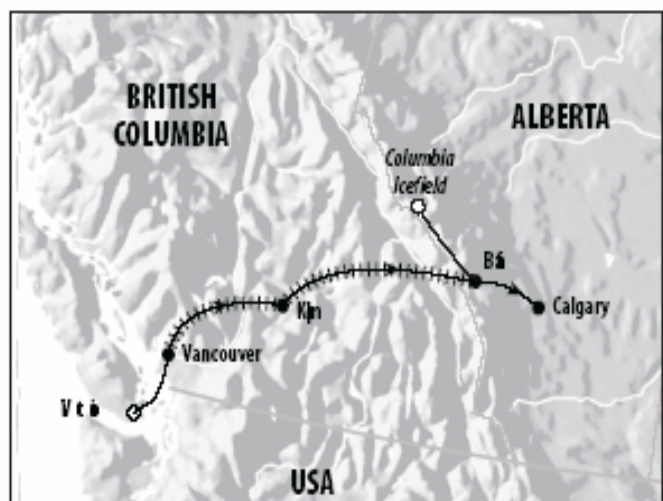 BRITISH
COLUMBIA
ALBERTA
Columbia
Icefield
Calgary
Vancouver
USA